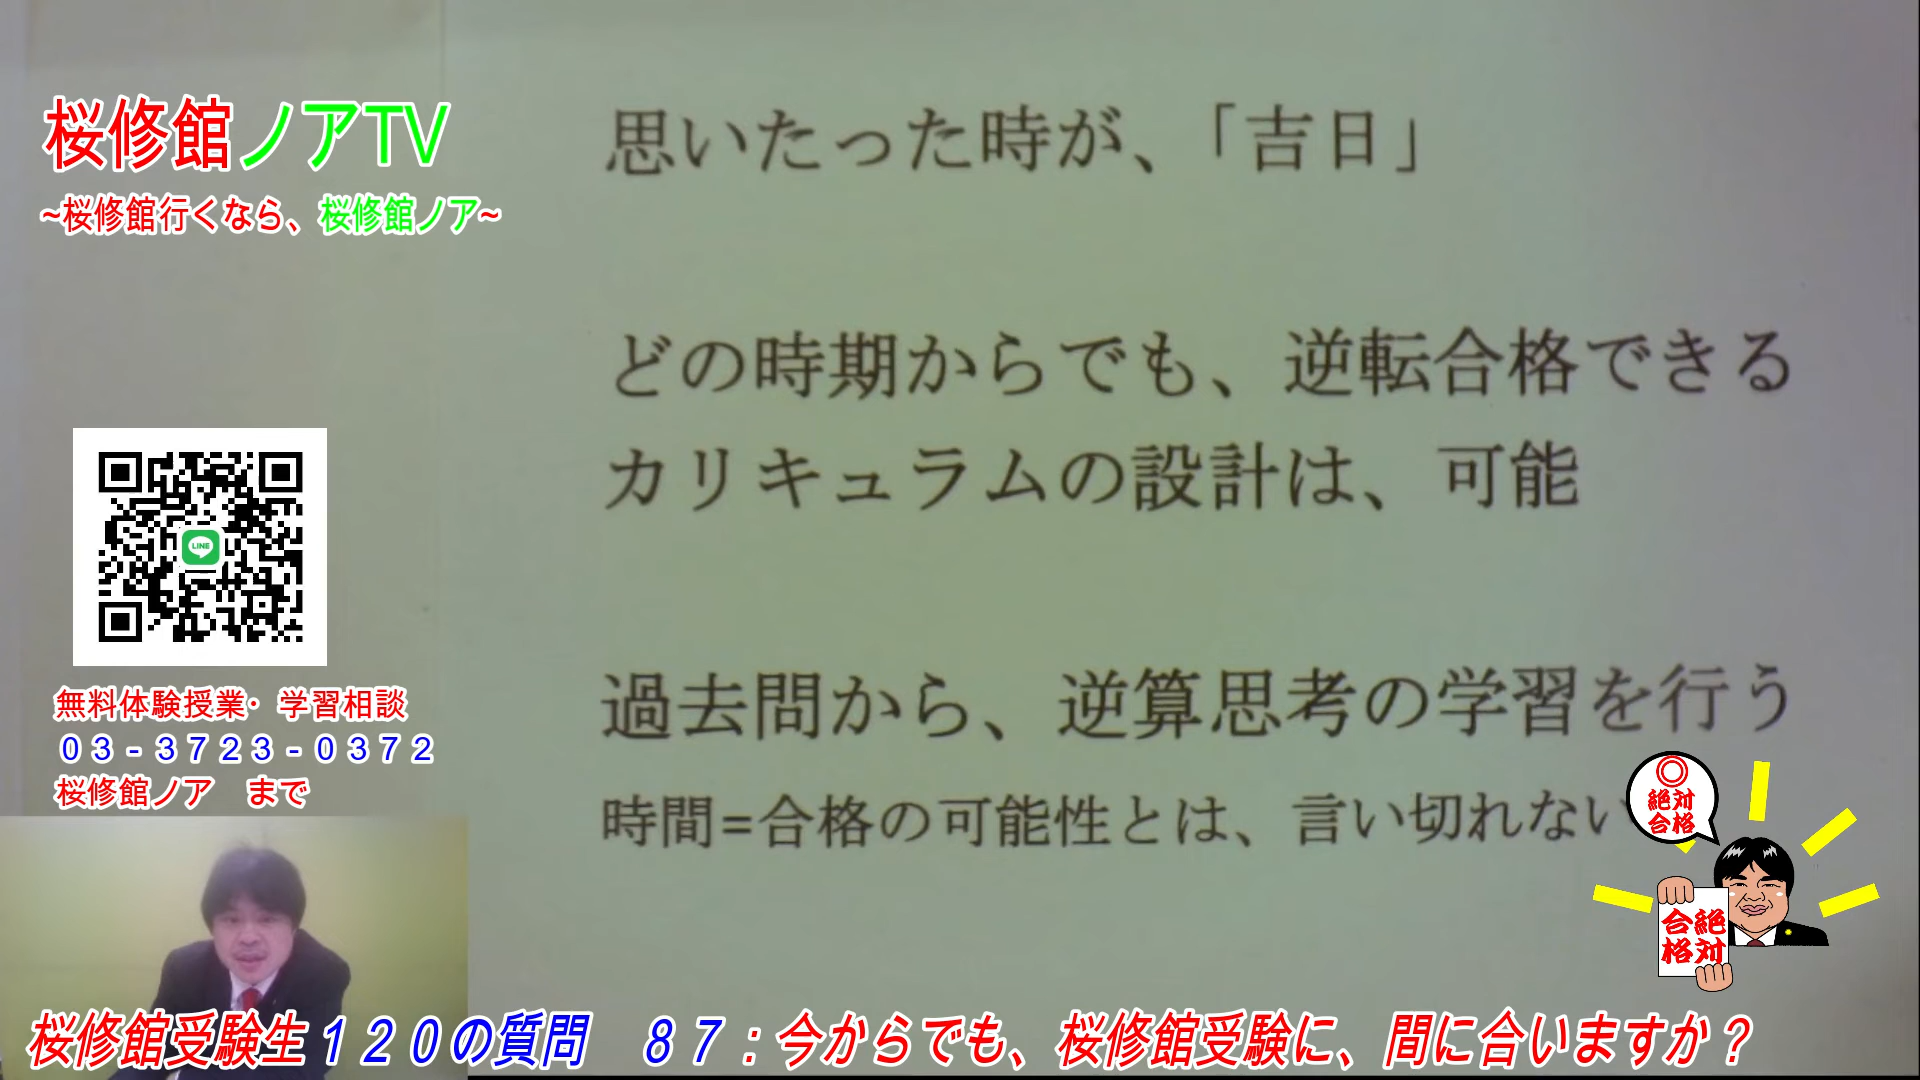 桜修館ノアTV
~桜修館行くなら、桜修館ノア~
思いたった時が、「吉日」
どの時期からでも、逆転合格できる
カリキュラムの設計は、可能
過去問から、逆算思考の学習を行う
時間=合格の可能性とは、言い切れない
LINE
無料体験授業・学習相談
03-3723-0372
桜修館ノア　まで
◎
絶対
合格
絶対
合格
桜修館受験生120の質問　87：今からでも、桜修館受験に、間に合いますか？